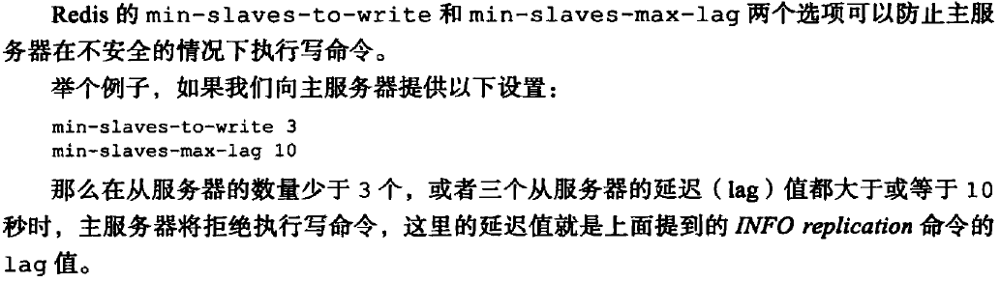 Redis 的 min-slaves-to-write 和 min-slaves-max-lag 两个选项可以防止主服
务器在不安全的情况下执行写命令。
举个例子，如果我们向主服务器提供以下设置：
min-slaves-to-write 3
min-slaves-max-lag 10
那么在从服务器的数量少于 3 个，或者三个从服务器的延迟（lag）值都大于或等于 10
秒时，主服务器将拒绝执行写命令，这里的延迟值就是上面提到的 INFO replication 命令的
lag 值。